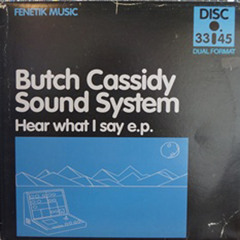 FENETIK MUSIC
DISC
33 45
DUAL FORMAT
Butch Cassidy
Sound System
Hear what I say e.p.